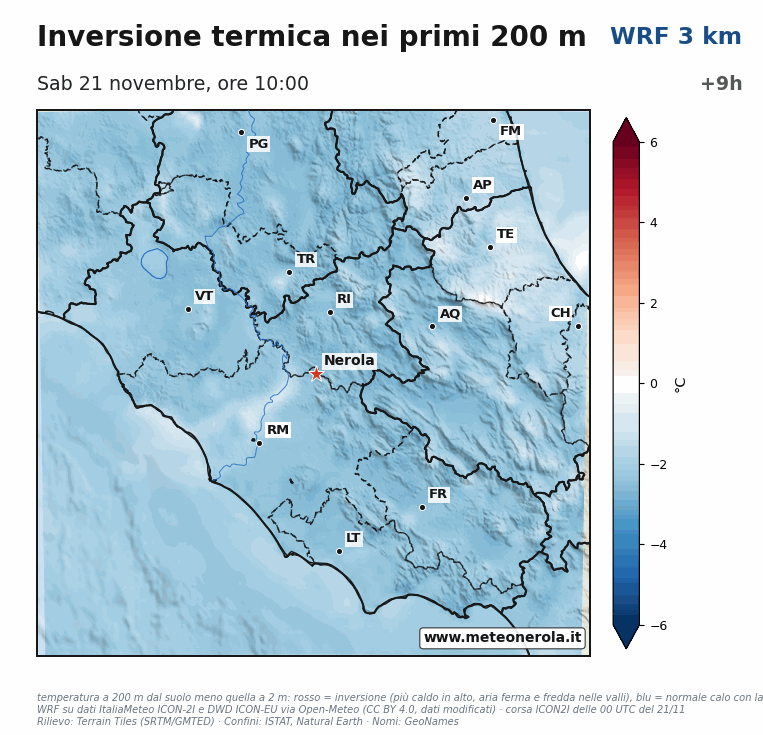 Inversione termica nei primi 200 m WRF 3 km
Sab 21 novembre, ore 10:00 +9h
FM
PG
AP
TE
TR
VT
RI
AQ
CH
Nerola
RM
FR
LT
www.meteonerola.it
6
4
2
0
−2
−4
−6
°C
temperatura a 200 m dal suolo meno quella a 2 m: rosso = inversione (più caldo in alto, aria ferma e fredda nelle valli), blu = normale calo con la
WRF su dati ItaliaMeteo ICON-2I e DWD ICON-EU via Open-Meteo (CC BY 4.0, dati modificati) · corsa ICON2I delle 00 UTC del 21/11
Rilievo: Terrain Tiles (SRTM/GMTED) · Confini: ISTAT, Natural Earth · Nomi: GeoNames